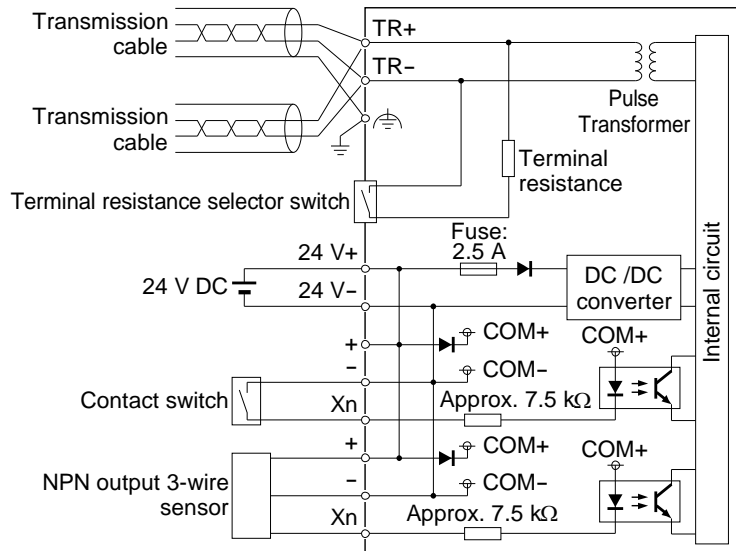 Transmission
cable
TR+
TR−
Transmission
cable
Pulse
Transformer
Terminal
resistance
Terminal resistance selector switch
Internal circuit
Fuse:
2.5 A
24 V+
24 V DC
24 V−
DC /DC
converter
+
COM+
COM+
−
COM−
Contact switch
Xn
Approx. 7.5 kΩ
+
COM+
COM+
NPN output 3-wire
sensor
−
COM−
Xn
Approx. 7.5 kΩ